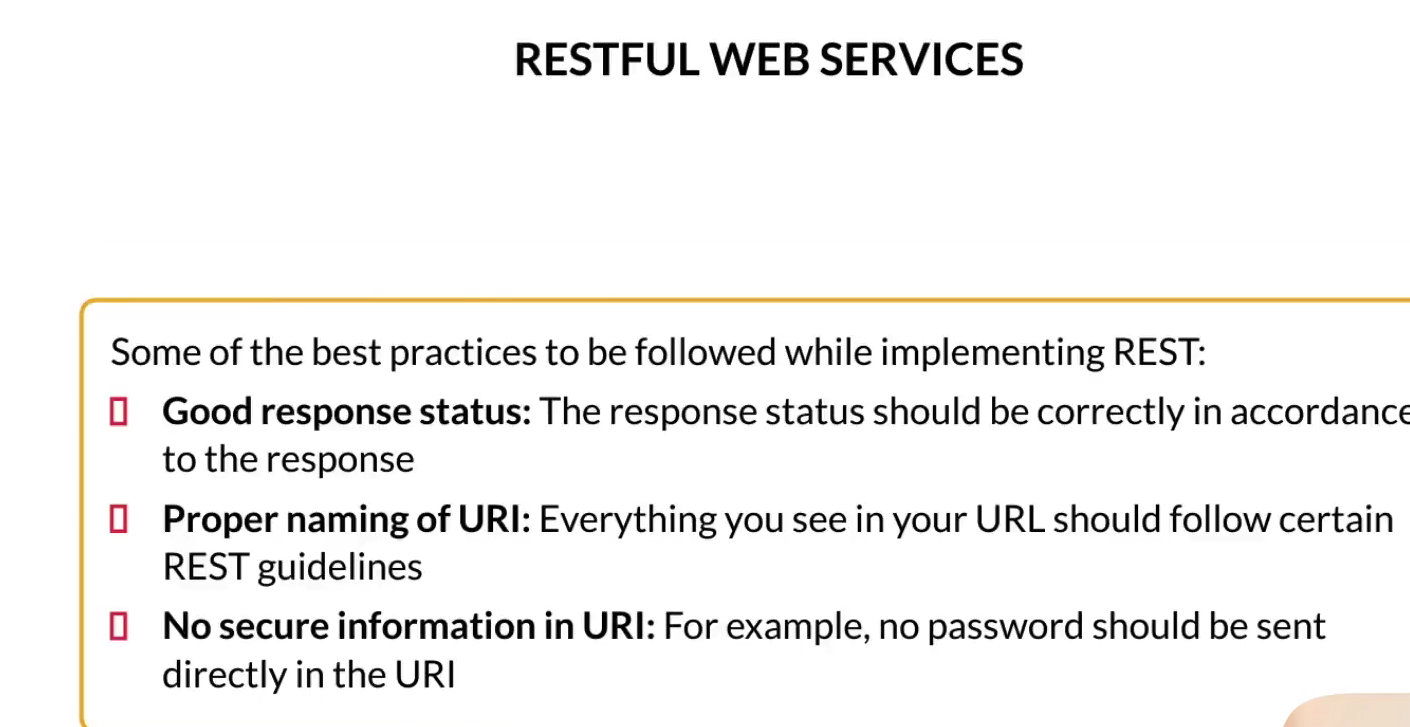 RESTFUL WEB SERVICES
Some of the best practices to be followed while implementing REST:
Good response status: The response status should be correctly in accordance
to the response
Proper naming of URI: Everything you see in your URL should follow certain
REST guidelines
No secure information in URI: For example, no password should be sent
directly in the URI